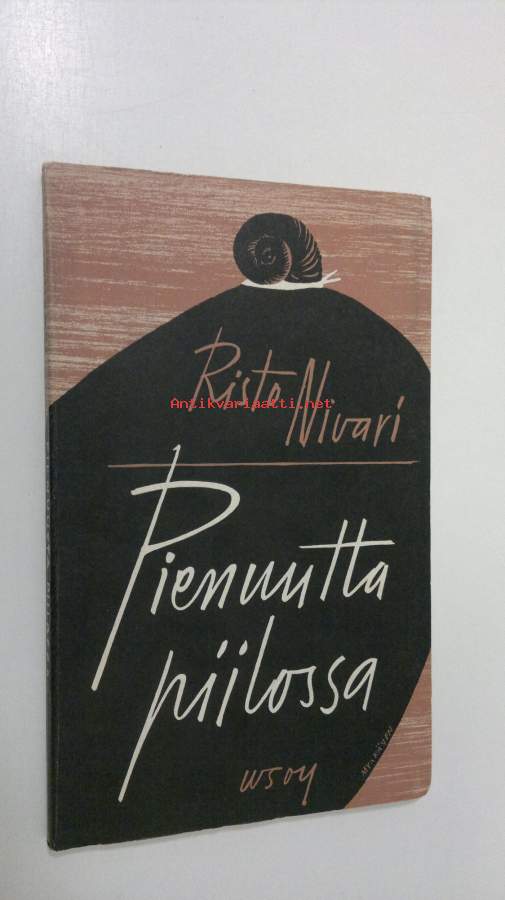 Risto Nivari
Antikvariaatti.net
Pienuutta
piilossa
wsoy